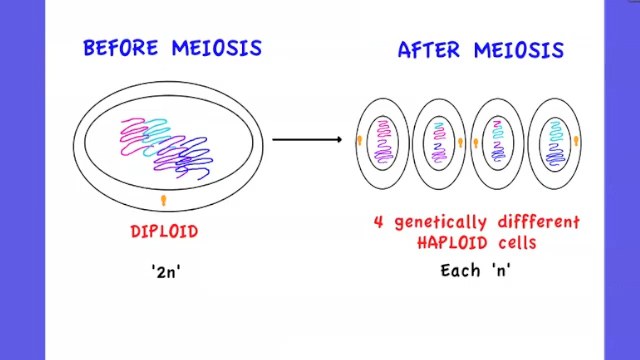 BEFORE MEIOSIS
AFTER MEIOSIS
DIPLOID
'2n'
4 genetically diffferent
HAPLOID cells
Each 'n'